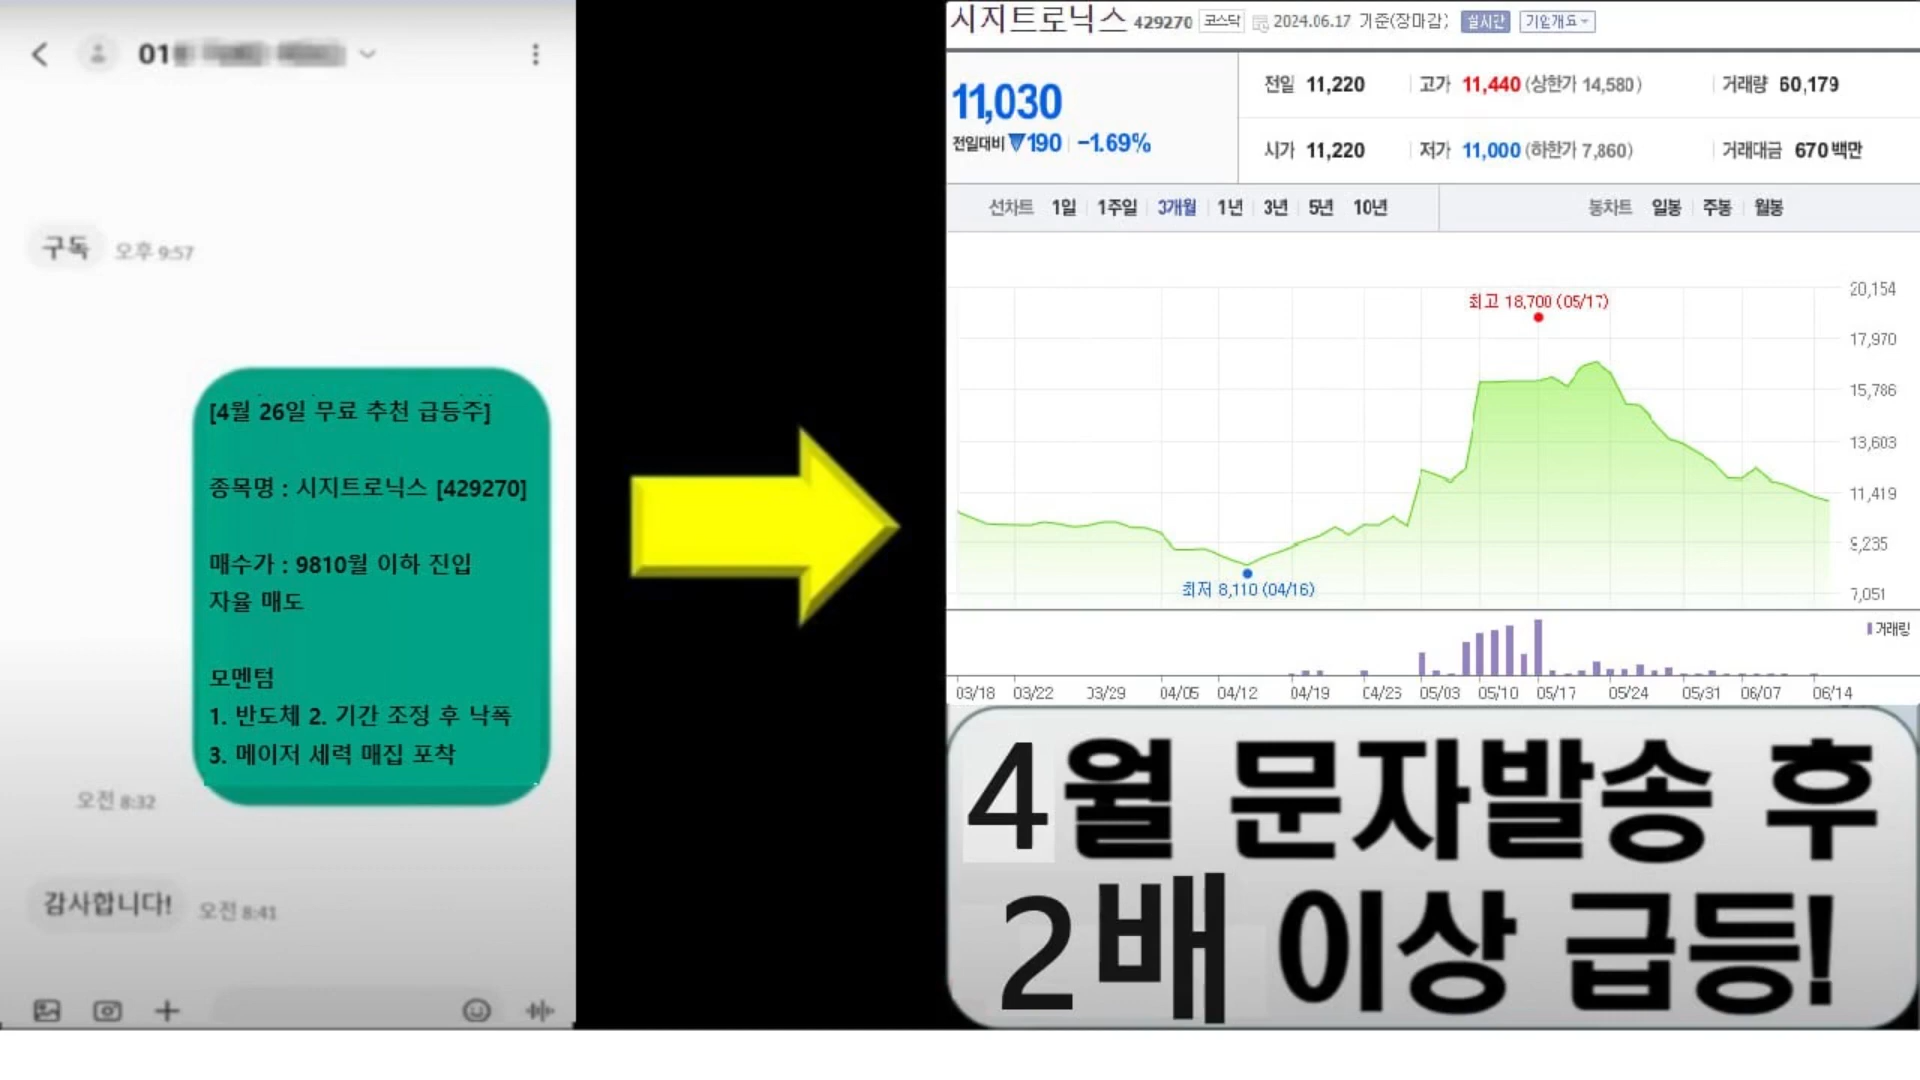 01
구독 오후 9:57
[4월 26일 무료 추천 급등주]
종목명 : 시지트로닉스 [429270]
매수가 : 9810월 이하 진입
자율 매도
모멘텀
1. 반도체 2. 기간 조정 후 낙폭
3. 메이저 세력 매집 포착
오전 8:32
감사합니다! 오전 8:41
시지트로닉스 429270 코스닥 2024.06.17 기준(장마감) 실시간 기업개요
11,030
전일대비 ▼190 -1.69%
전일 11,220 고가 11,440 (상한가 14,580) 거래량 60,179
시가 11,220 저가 11,000 (하한가 7,860) 거래대금 670 백만
선차트 1일 1주일 3개월 1년 3년 5년 10년 봉차트 일봉 주봉 월봉
최고 18,700 (05/17)
20,154
17,970
15,786
13,603
11,419
9,235
7,051
최저 8,110 (04/16)
거래량
03/18 03/22 03/29 04/05 04/12 04/19 04/25 05/03 05/10 05/17 05/24 05/31 06/07 06/14
4월 문자발송 후
2배 이상 급등!